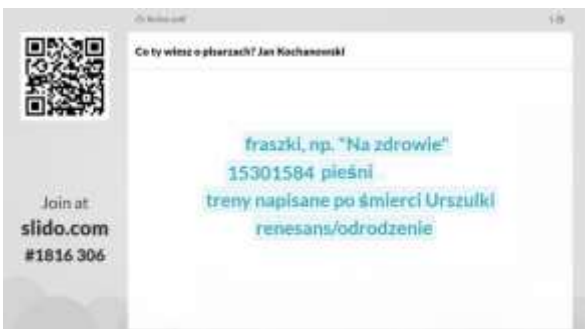 Co ty wiesz o pisarzach? Jan Kochanowski
fraszki, np. "Na zdrowie"
15301584 pieśni
treny napisane po śmierci Urszulki
renesans/odrodzenie
Join at
slido.com
#1816 306